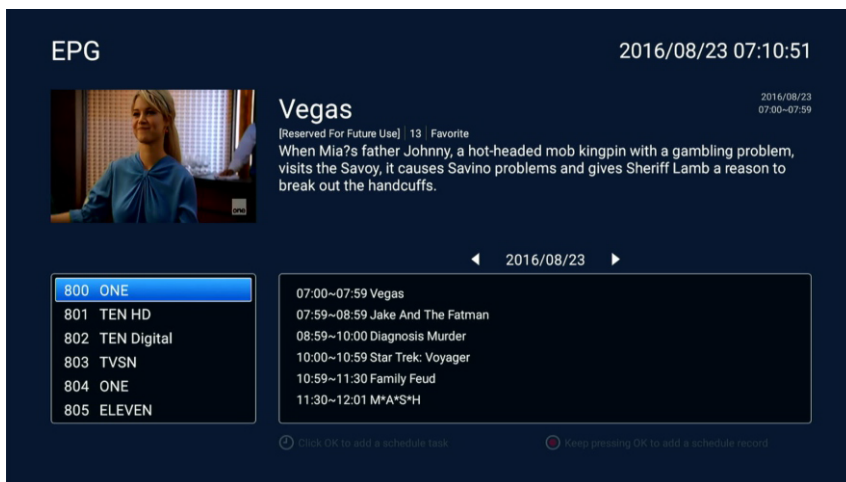 EPG
2016/08/23 07:10:51
one
Vegas
2016/08/23
07:00~07:59
[Reserved For Future Use] | 13 | Favorite
When Mia?s father Johnny, a hot-headed mob kingpin with a gambling problem,
visits the Savoy, it causes Savino problems and gives Sheriff Lamb a reason to
break out the handcuffs.
2016/08/23
800 ONE
801 TEN HD
802 TEN Digital
803 TVSN
804 ONE
805 ELEVEN
07:00~07:59 Vegas
07:59~08:59 Jake And The Fatman
08:59~10:00 Diagnosis Murder
10:00~10:59 Star Trek: Voyager
10:59~11:30 Family Feud
11:30~12:01 M*A*S*H
Click OK to add a schedule task
Keep pressing OK to add a schedule record